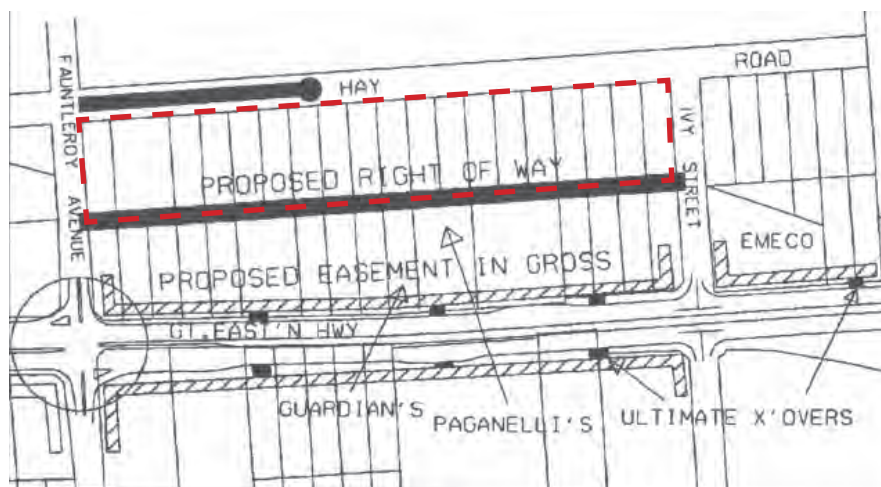 FAUNTLEROY AVENUE
HAY ROAD
IVY STREET
PROPOSED RIGHT OF WAY
EMECO
PROPOSED EASEMENT IN GROSS
GT. EAST'N HWY
GUARDIAN'S
PAGANELLI'S
ULTIMATE X'OVERS